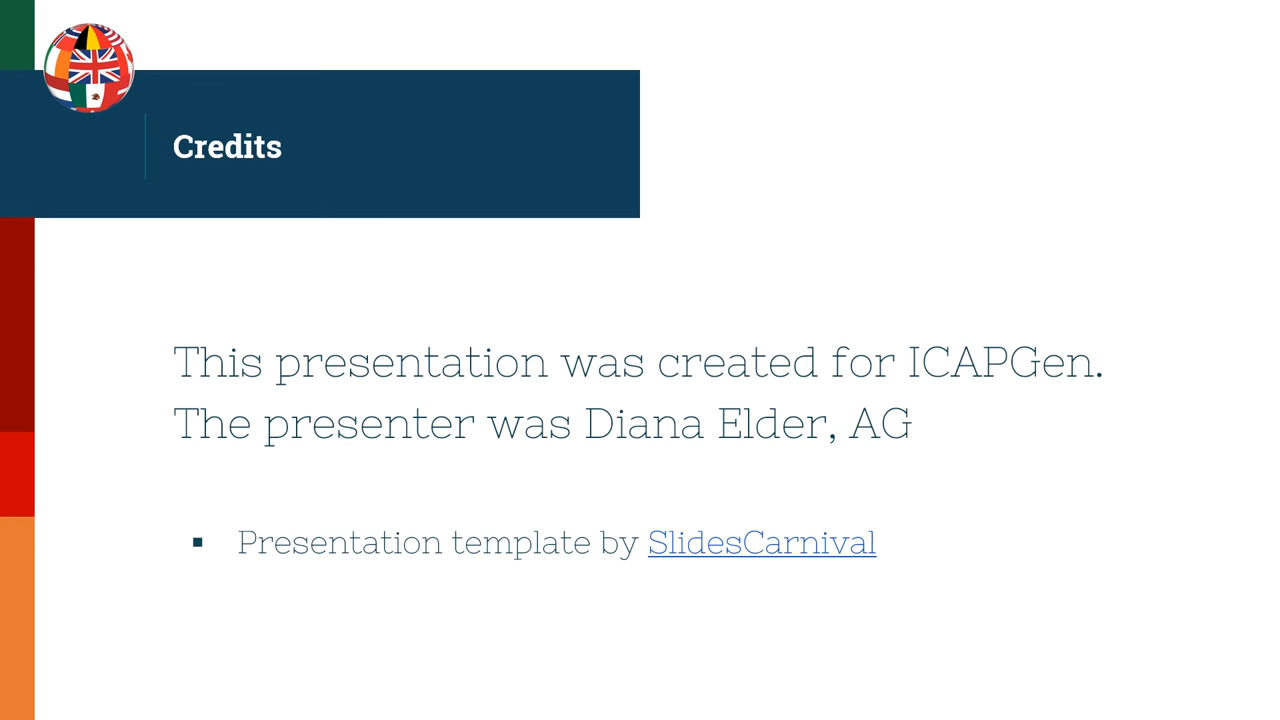 Credits
This presentation was created for ICAPGen.
The presenter was Diana Elder, AG
▪ Presentation template by SlidesCarnival